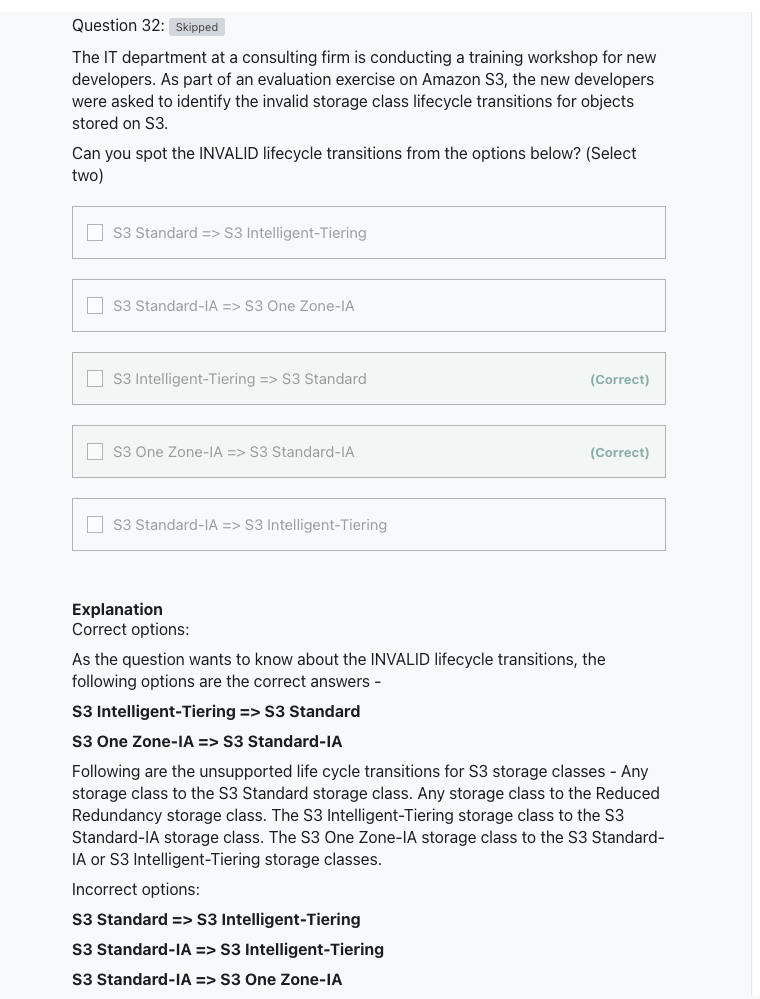 Question 32: Skipped
The IT department at a consulting firm is conducting a training workshop for new
developers. As part of an evaluation exercise on Amazon S3, the new developers
were asked to identify the invalid storage class lifecycle transitions for objects
stored on S3.
Can you spot the INVALID lifecycle transitions from the options below? (Select
two)
S3 Standard => S3 Intelligent-Tiering
S3 Standard-IA => S3 One Zone-IA
S3 Intelligent-Tiering => S3 Standard (Correct)
S3 One Zone-IA => S3 Standard-IA (Correct)
S3 Standard-IA => S3 Intelligent-Tiering
Explanation
Correct options:
As the question wants to know about the INVALID lifecycle transitions, the
following options are the correct answers -
S3 Intelligent-Tiering => S3 Standard
S3 One Zone-IA => S3 Standard-IA
Following are the unsupported life cycle transitions for S3 storage classes - Any
storage class to the S3 Standard storage class. Any storage class to the Reduced
Redundancy storage class. The S3 Intelligent-Tiering storage class to the S3
Standard-IA storage class. The S3 One Zone-IA storage class to the S3 Standard-
IA or S3 Intelligent-Tiering storage classes.
Incorrect options:
S3 Standard => S3 Intelligent-Tiering
S3 Standard-IA => S3 Intelligent-Tiering
S3 Standard-IA => S3 One Zone-IA